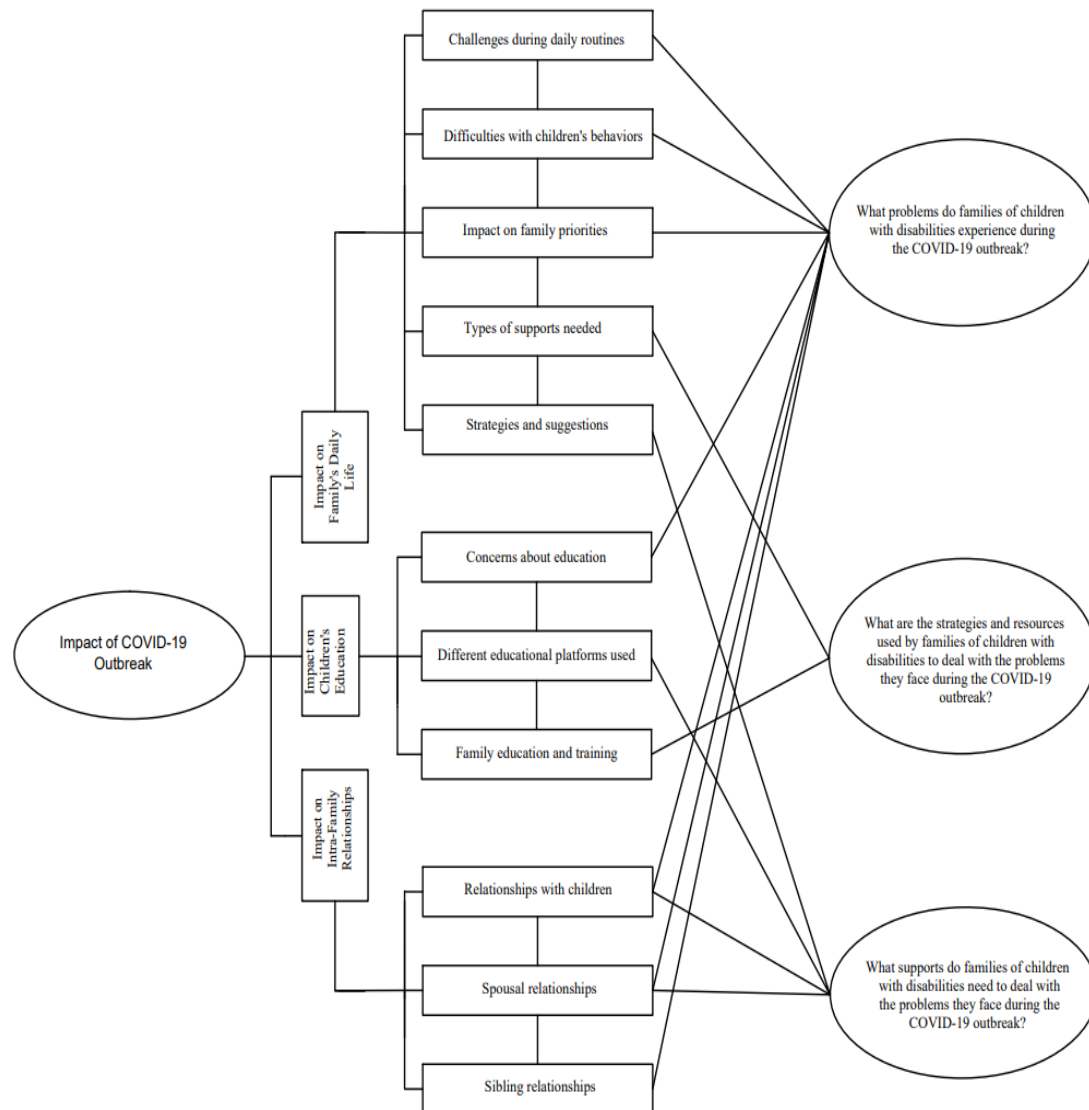 Challenges during daily routines
Difficulties with children's behaviors
Impact on family priorities
Types of supports needed
Strategies and suggestions
Impact on
Family's Daily
Life
Concerns about education
Different educational platforms used
Family education and training
Impact of COVID-19
Outbreak
Impact on
Children's
Education
Impact on
Intra-Family
Relationships
Relationships with children
Spousal relationships
Sibling relationships
What problems do families of children
with disabilities experience during
the COVID-19 outbreak?
What are the strategies and resources
used by families of children with
disabilities to deal with the problems
they face during the COVID-19
outbreak?
What supports do families of children
with disabilities need to deal with
the problems they face during the
COVID-19 outbreak?